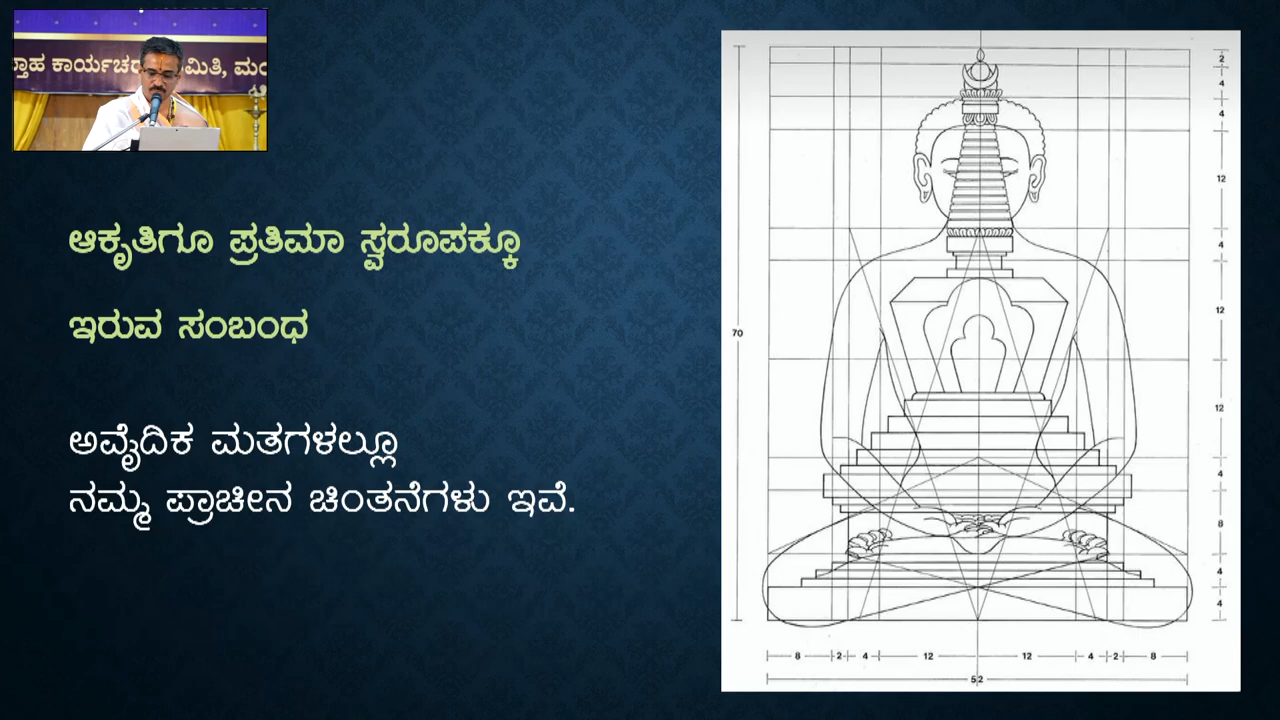 ಕಾರ್ಯಚರ
ಮಿತಿ,
ಆಕೃತಿಗೂ ಪ್ರತಿಮಾ ಸ್ವರೂಪಕ್ಕೂ
ಇರುವ ಸಂಬಂಧ
ಅವೈದಿಕ ಮತಗಳಲ್ಲೂ
ನಮ್ಮ ಪ್ರಾಚೀನ ಚಿಂತನೆಗಳು ಇವೆ.
2
4
4
12
4
12
12
4
8
4
4
70
8 2 4 12 12 4 2 8
52